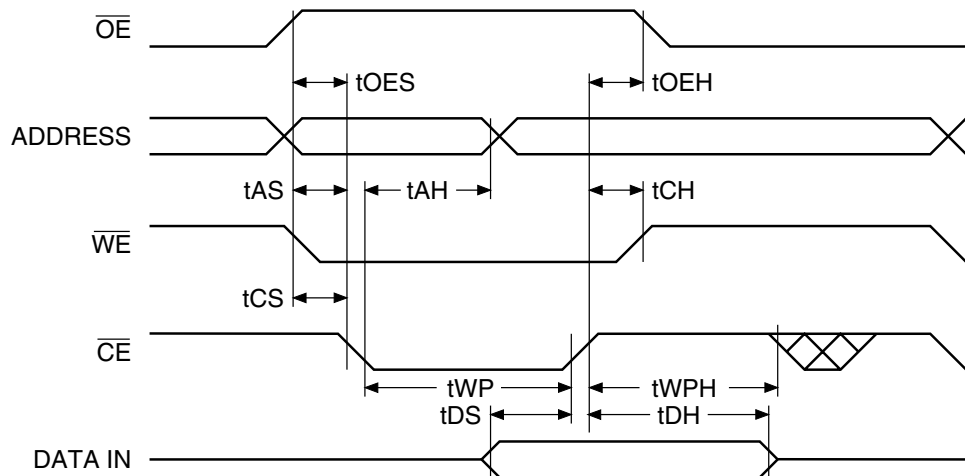 OE
tOES tOEH
ADDRESS
tAS tAH tCH
WE
tCS
CE
tWP tWPH
tDS tDH
DATA IN